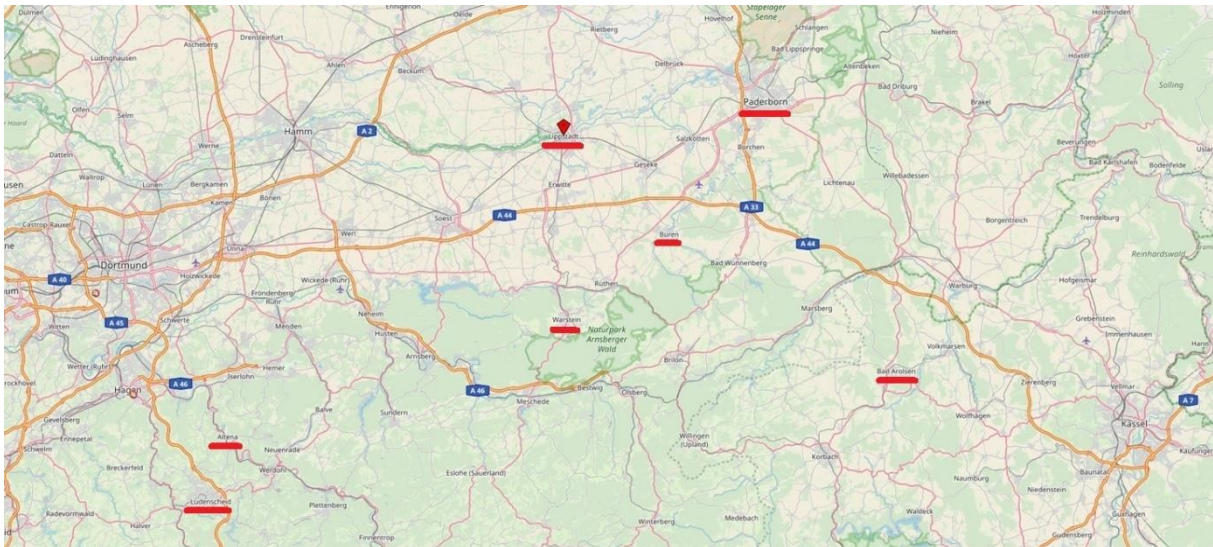 Dülmen
Ennigerloh
Oelde
Rietberg
Hövelhof
Stapelager
Senne
Schlangen
Nieheim
Holzminden
Ascheberg
Drensteinfurt
Lüdinghausen
Ahlen
Beckum
Delbrück
Bad Lippspringe
Altenbeken
Höxter
Solling
Olfen
Selm
Werne
Hamm
A 2
Lippstadt
Salzkotten
Paderborn
Bad Driburg
Brakel
Beverungen
Haard
Datteln
Waltrop
Lünen
Bergkamen
Kamen
Bönen
Erwitte
Geseke
Borchen
Lichtenau
Willebadessen
Bad Karlshafen
Bodenfelde
Castrop-Rauxel
Unna
Werl
Soest
A 44
A 33
Büren
A 44
Borgentreich
Trendelburg
Dortmund
A 40
Holzwickede
Wickede (Ruhr)
Fröndenberg/
Ruhr
Rüthen
Bad Wünnenberg
Warburg
Hofgeismar
Reinhardswald
Witten
A 45
Schwerte
Menden
Neheim
Hüsten
Warstein
Naturpark
Arnsberger
Wald
Marsberg
Grebenstein
Immenhausen
Wetter (Ruhr)
Hagen
A 46
Iserlohn
Hemer
Arnsberg
A 46
Meschede
Bestwig
Olsberg
Brilon
Bad Arolsen
Volkmarsen
Zierenberg
Vellmar
A 7
Gevelsberg
Ennepetal
Schwelm
Altena
Balve
Sundern
Neuenrade
Werdohl
Eslohe (Sauerland)
Willingen
(Upland)
Korbach
Wolfhagen
Kassel
Kaufungen
Baunatal
Breckerfeld
Lüdenscheid
Plettenberg
Radevormwald
Halver
Finnentrop
Winterberg
Medebach
Waldeck
Naumburg
Niedenstein
Gudensberg
Guxhagen